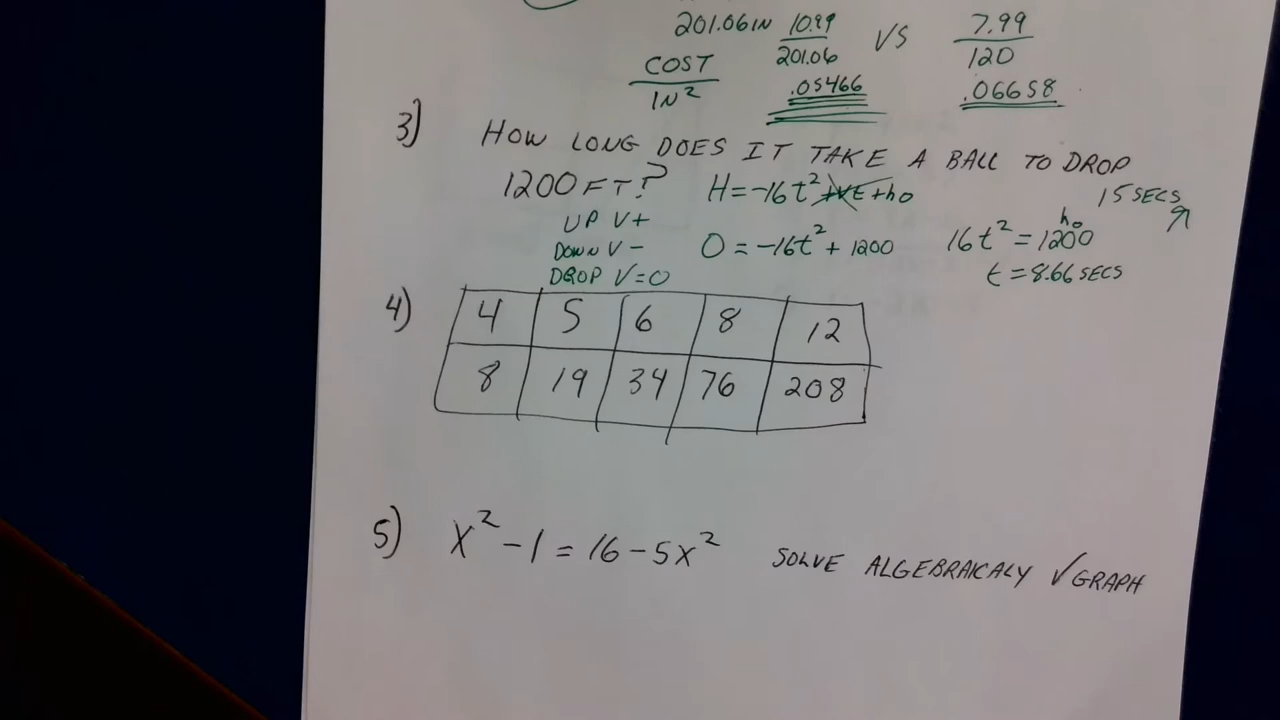 201.06IN 10.99/201.06 VS 7.99/120
COST/IN² .05466 .06658
3) HOW LONG DOES IT TAKE A BALL TO DROP
1200 FT? H=-16t²+vt+h0 15 SECS
UP V+
DOWN V- 0=-16t²+1200 16t²=1200 h0
DROP V=0 t=8.66 SECS
4) 4 5 6 8 12
8 19 34 76 208
5) X²-1=16-5x² SOLVE ALGEBRAICALY √GRAPH